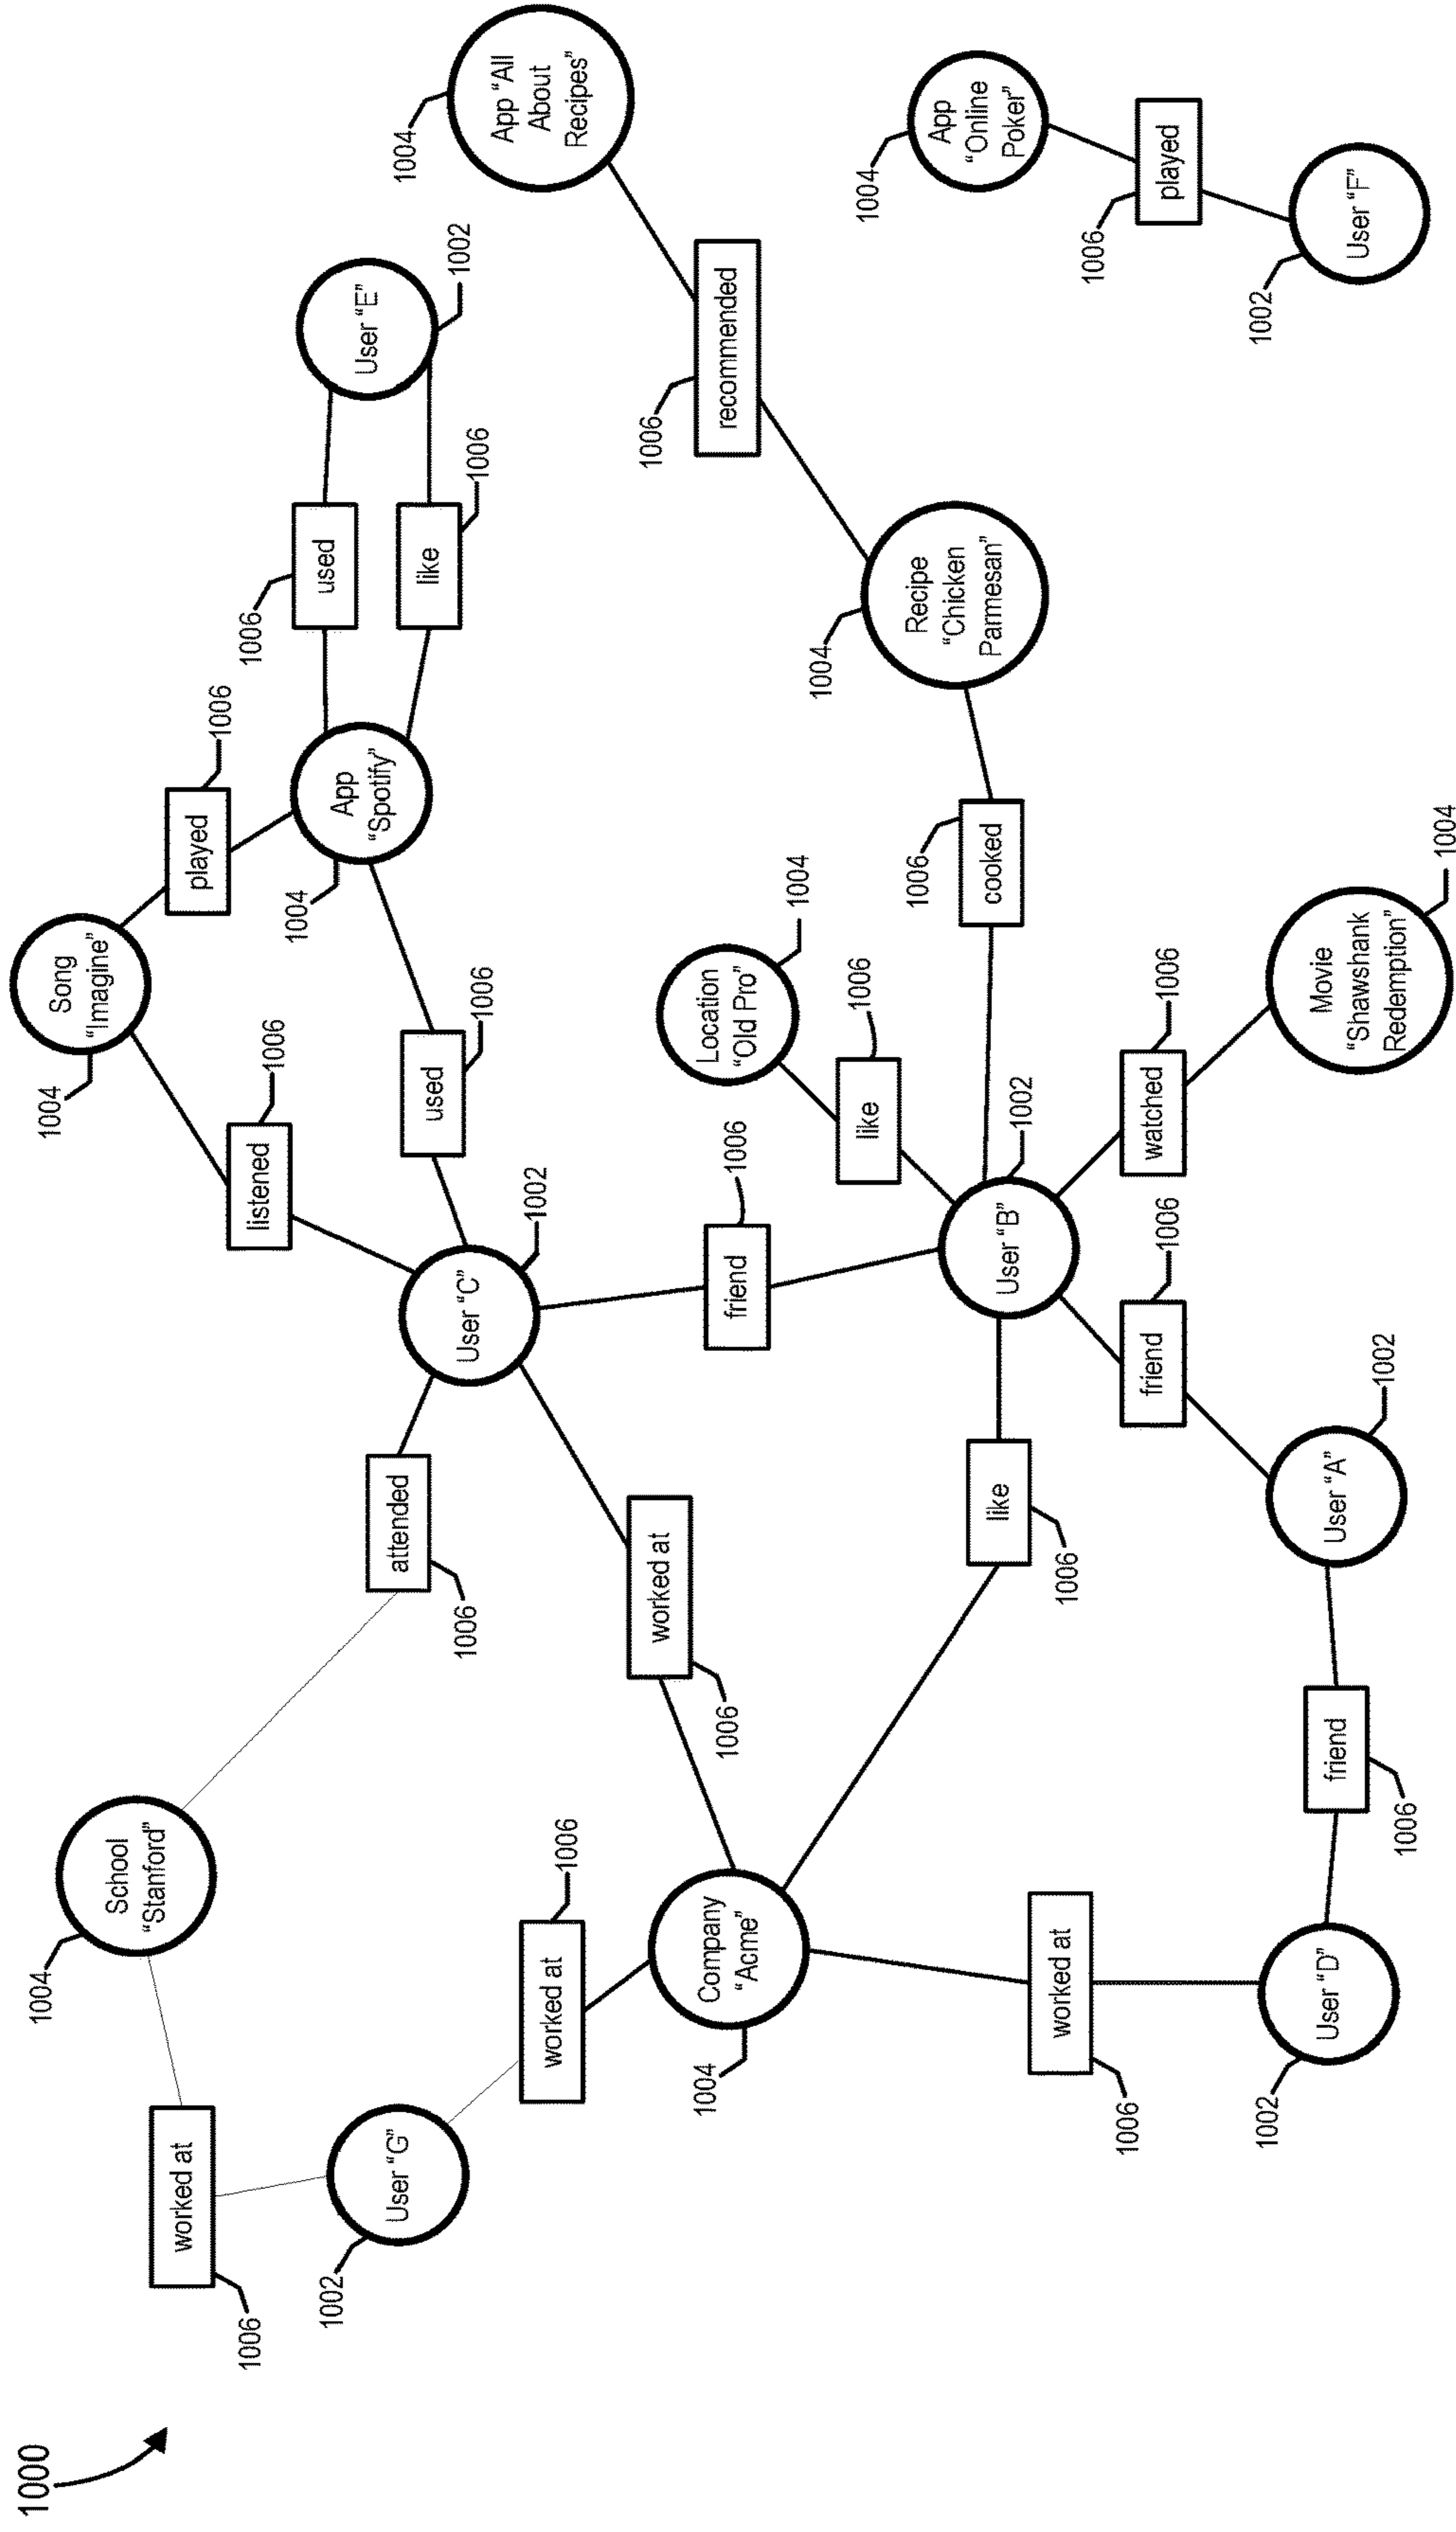 1000
1006
worked at
1004
School
“Stanford”
1002
User “G”
1006
attended
1004
Song
“Imagine”
1006
listened
played
1006
1004
App
“Spotify”
1006
used
used
1006
like
1006
User “E”
1002
User “C”
1002
worked at
1006
worked at
1006
1004
Company
“Acme”
friend
1006
Location
“Old Pro”
1004
like
1006
1006
recommended
1004
App “All
About
Recipes”
1004
Recipe
“Chicken
Parmesan”
1006
cooked
User “B”
1002
like
1006
worked at
1006
friend
1006
watched
1006
Movie
“Shawshank
Redemption”
1004
1002
User “D”
friend
1006
User “A”
1002
1004
App
“Online
Poker”
1006
played
1002
User “F”